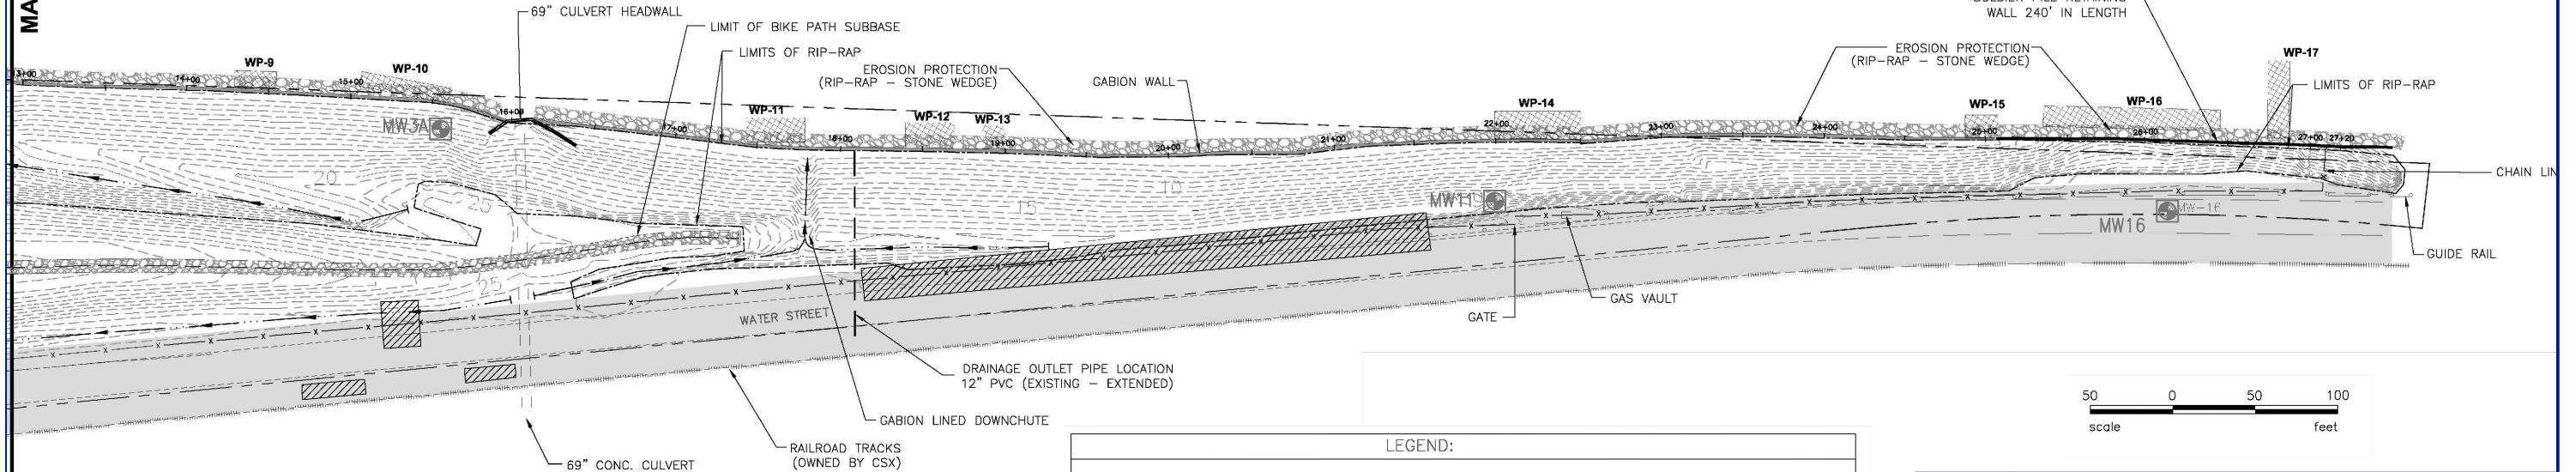 MA
69" CULVERT HEADWALL
LIMIT OF BIKE PATH SUBBASE
LIMITS OF RIP-RAP
EROSION PROTECTION
(RIP-RAP – STONE WEDGE)
GABION WALL
WALL 240' IN LENGTH
EROSION PROTECTION
(RIP-RAP – STONE WEDGE)
WP-17
LIMITS OF RIP-RAP
WP-9
WP-10
WP-11
WP-12
WP-13
WP-14
WP-15
WP-16
13+00
14+00
15+00
16+00
17+00
18+00
19+00
20+00
21+00
22+00
23+00
24+00
25+00
26+00
27+00
27+20
MW3A
20
25
10
15
MW11
MW-16
MW16
CHAIN LIN
GUIDE RAIL
25
WATER STREET
GAS VAULT
GATE
DRAINAGE OUTLET PIPE LOCATION
12" PVC (EXISTING – EXTENDED)
GABION LINED DOWNCHUTE
RAILROAD TRACKS
(OWNED BY CSX)
69" CONC. CULVERT
50 0 50 100
scale feet
LEGEND: